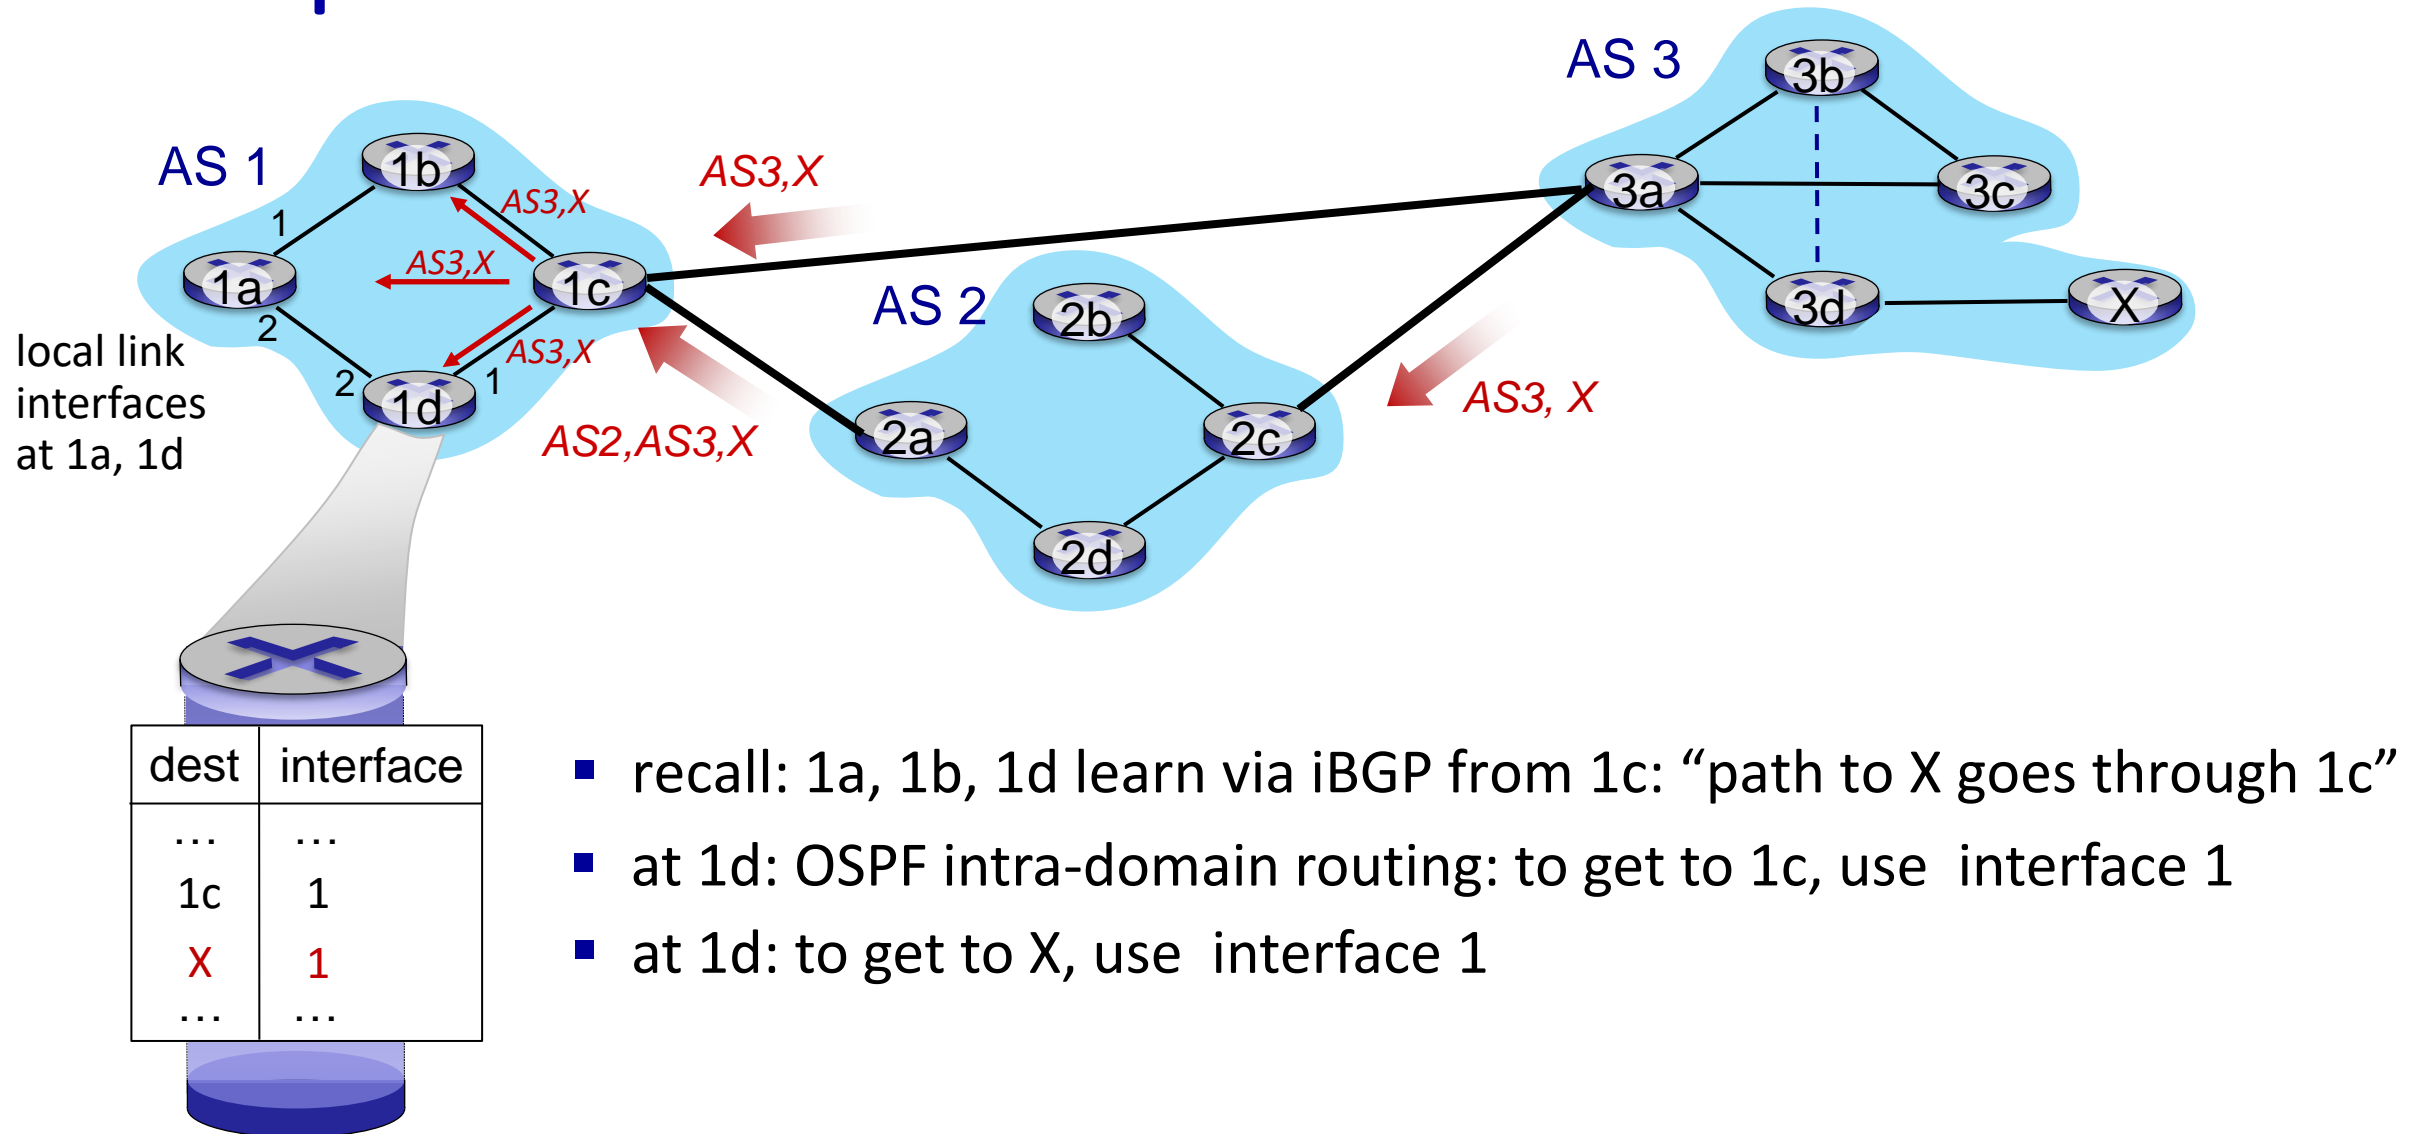 AS 3
3b
AS 1
1b
AS3,X
AS3,X
3a
3c
1
AS3,X
1a
1c
AS 2
2b
3d
X
2
local link
interfaces
at 1a, 1d
AS3,X
2
1
1d
AS3, X
AS2,AS3,X
2a
2c
2d
dest interface
... ...
1c 1
X 1
... ...
▪ recall: 1a, 1b, 1d learn via iBGP from 1c: “path to X goes through 1c”
▪ at 1d: OSPF intra-domain routing: to get to 1c, use interface 1
▪ at 1d: to get to X, use interface 1